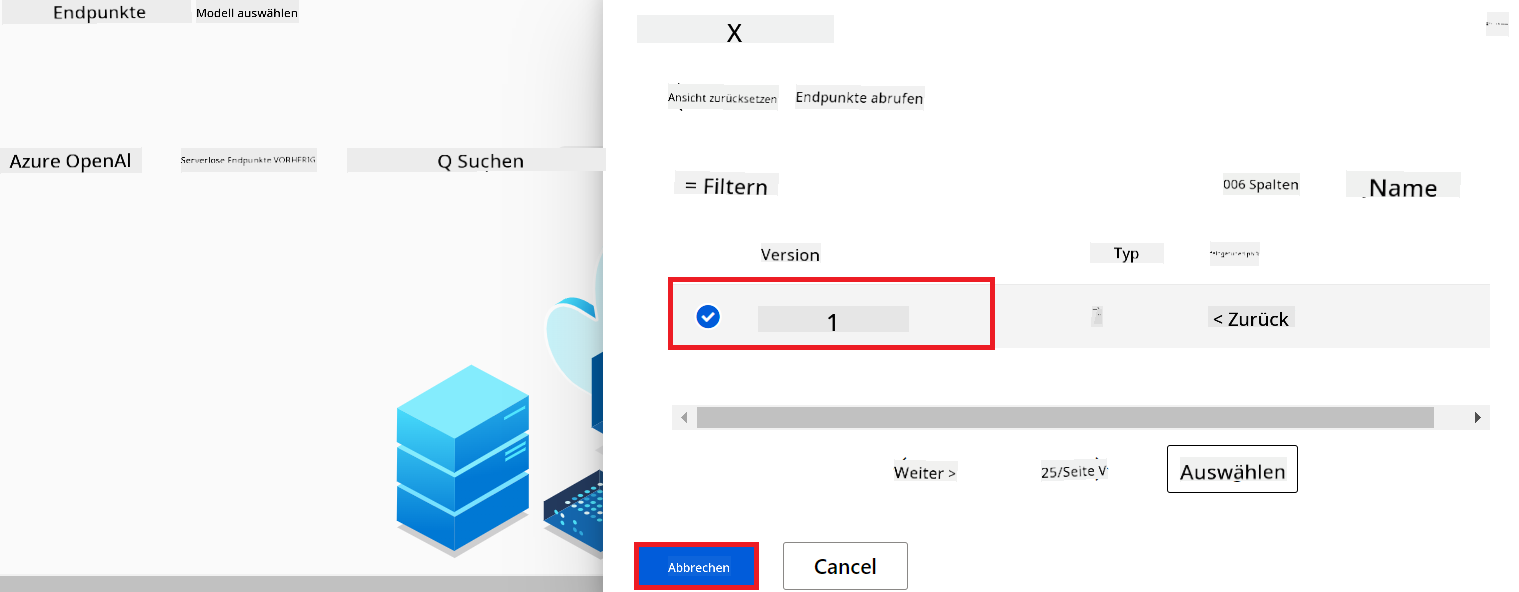 Endpunkte
Modell auswählen
Azure OpenAI
Serverlose Endpunkte VORHERIG
Q Suchen
X
Ansicht zurücksetzen
Endpunkte abrufen
= Filtern
006 Spalten
Name
Version
Typ
1
< Zurück
Weiter >
25/Seite V
Auswählen
Abbrechen
Cancel